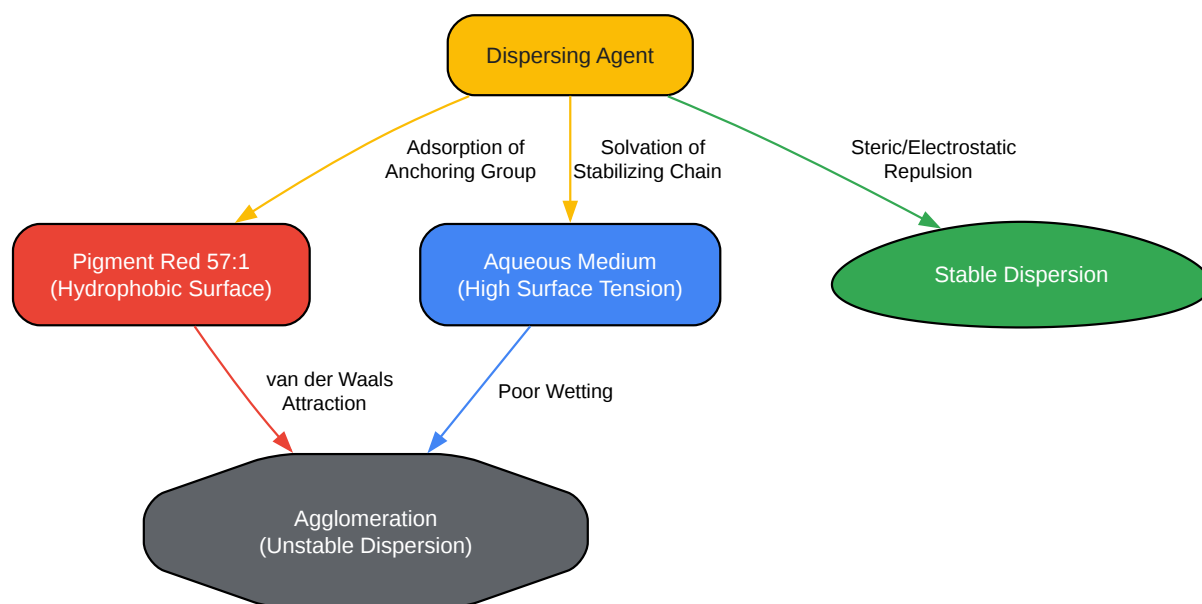 Dispersing Agent
Adsorption of
Anchoring Group
Solvation of
Stabilizing Chain
Steric/Electrostatic
Repulsion
Pigment Red 57:1
(Hydrophobic Surface)
Aqueous Medium
(High Surface Tension)
Stable Dispersion
van der Waals
Attraction
Poor Wetting
Agglomeration
(Unstable Dispersion)